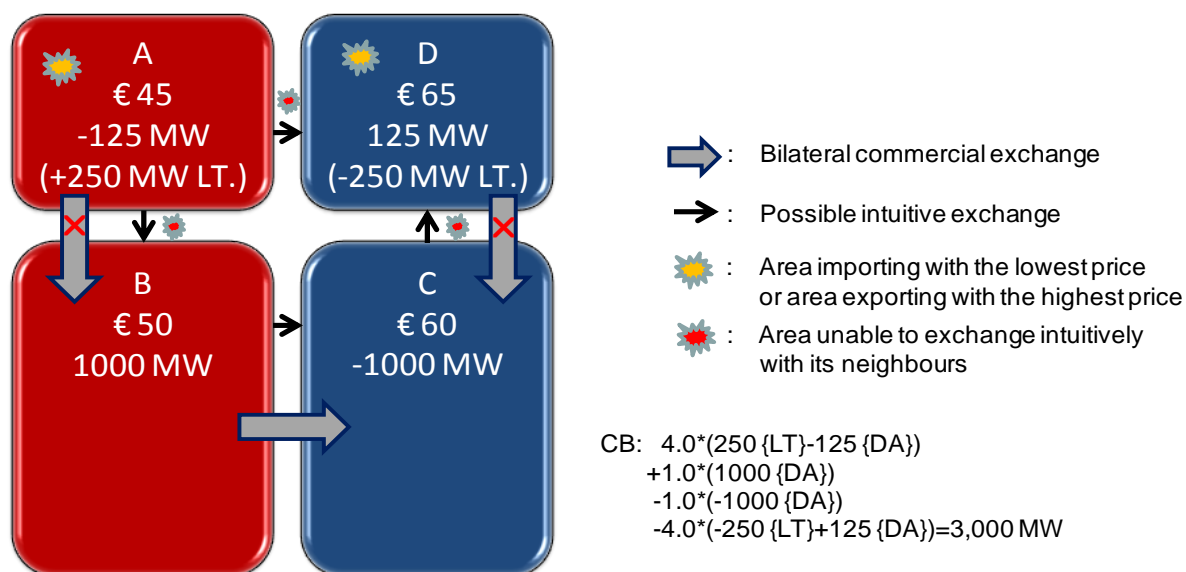 A
€ 45
-125 MW
(+250 MW LT.)
D
€ 65
125 MW
(-250 MW LT.)
B
€ 50
1000 MW
C
€ 60
-1000 MW
: Bilateral commercial exchange
: Possible intuitive exchange
: Area importing with the lowest price
or area exporting with the highest price
: Area unable to exchange intuitively
with its neighbours
CB: 4.0*(250 {LT}-125 {DA})
+1.0*(1000 {DA})
-1.0*(-1000 {DA})
-4.0*(-250 {LT}+125 {DA})=3,000 MW